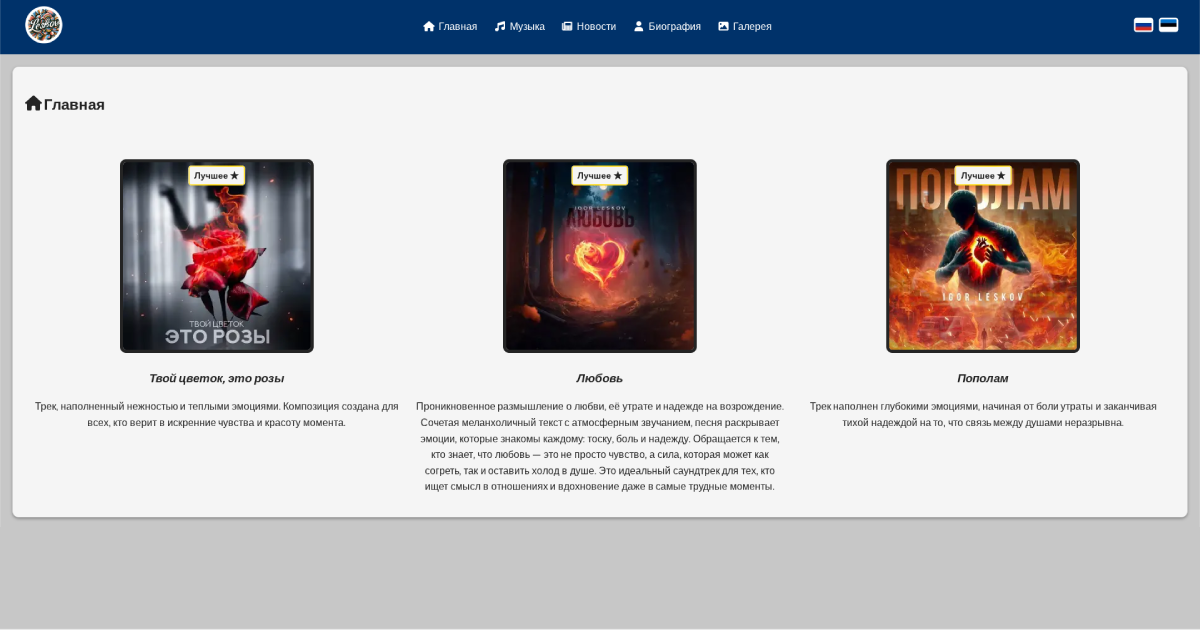 Leskov
Главная
Музыка
Новости
Биография
Галерея
Главная
Лучшее ★
ТВОЙ ЦВЕТОК
ЭТО РОЗЫ
Лучшее ★
IGOR LESKOV
ЛЮБОВЬ
Лучшее ★
ПОПОЛАМ
IGOR LESKOV
Твой цветок, это розы
Трек, наполненный нежностью и теплыми эмоциями. Композиция создана для
всех, кто верит в искренние чувства и красоту момента.
Любовь
Проникновенное размышление о любви, её утрате и надежде на возрождение.
Сочетая меланхоличный текст с атмосферным звучанием, песня раскрывает
эмоции, которые знакомы каждому: тоску, боль и надежду. Обращается к тем,
кто знает, что любовь — это не просто чувство, а сила, которая может как
согреть, так и оставить холод в душе. Это идеальный саундтрек для тех, кто
ищет смысл в отношениях и вдохновение даже в самые трудные моменты.
Пополам
Трек наполнен глубокими эмоциями, начиная от боли утраты и заканчивая
тихой надеждой на то, что связь между душами неразрывна.